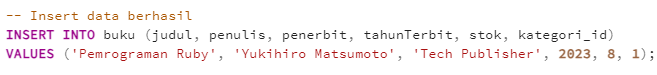 -- Insert data berhasil
INSERT INTO buku (judul, penulis, penerbit, tahunTerbit, stok, kategori_id)
VALUES ('Pemrograman Ruby', 'Yukihiro Matsumoto', 'Tech Publisher', 2023, 8, 1);